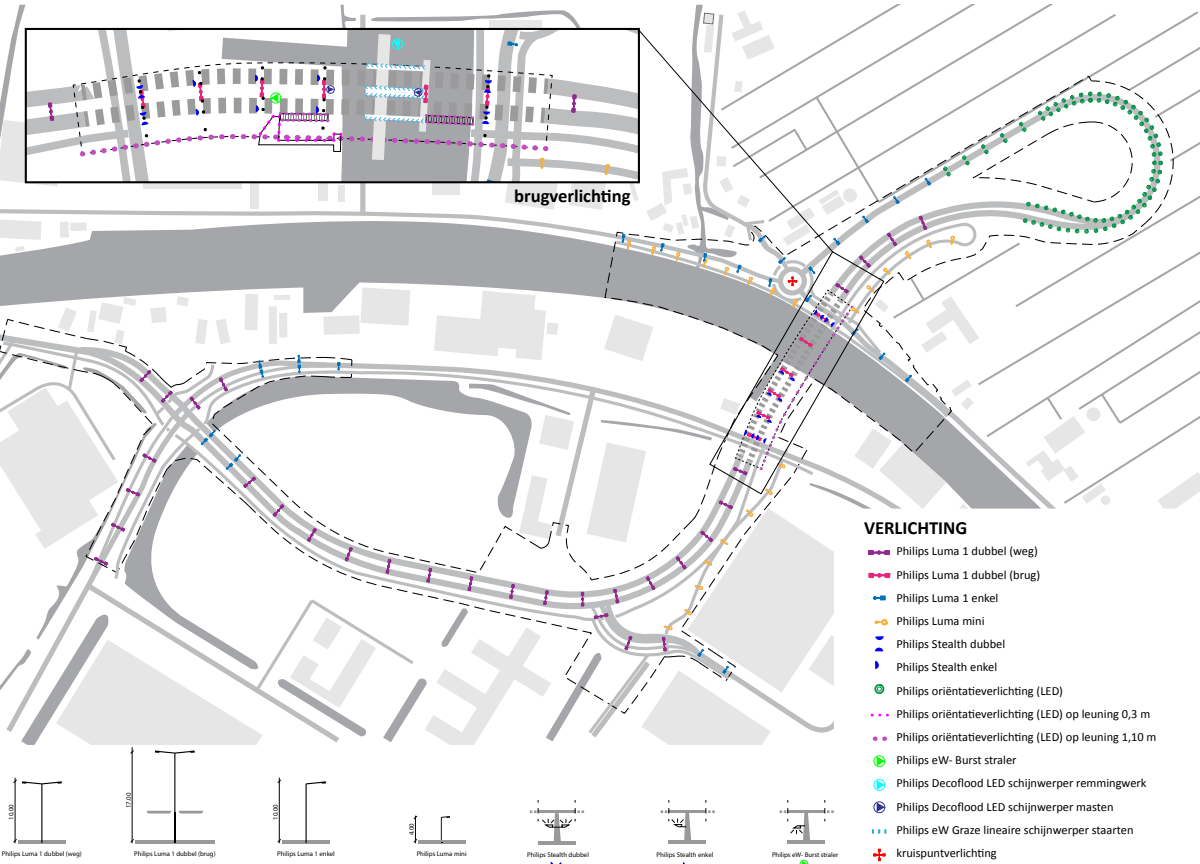 brugverlichting
VERLICHTING
Philips Luma 1 dubbel (weg)
Philips Luma 1 dubbel (brug)
Philips Luma 1 enkel
Philips Luma mini
Philips Stealth dubbel
Philips Stealth enkel
Philips oriëntatieverlichting (LED)
Philips oriëntatieverlichting (LED) op leuning 0,3 m
Philips oriëntatieverlichting (LED) op leuning 1,10 m
Philips eW- Burst straler
Philips Decoflood LED schijnwerper remmingwerk
Philips Decoflood LED schijnwerper masten
Philips eW Graze lineaire schijnwerper staarten
kruispuntverlichting
10.00
17.00
10.00
4.00
Philips Luma 1 dubbel (weg)
Philips Luma 1 dubbel (brug)
Philips Luma 1 enkel
Philips Luma mini
Philips Stealth dubbel
Philips Stealth enkel
Philips eW- Burst straler